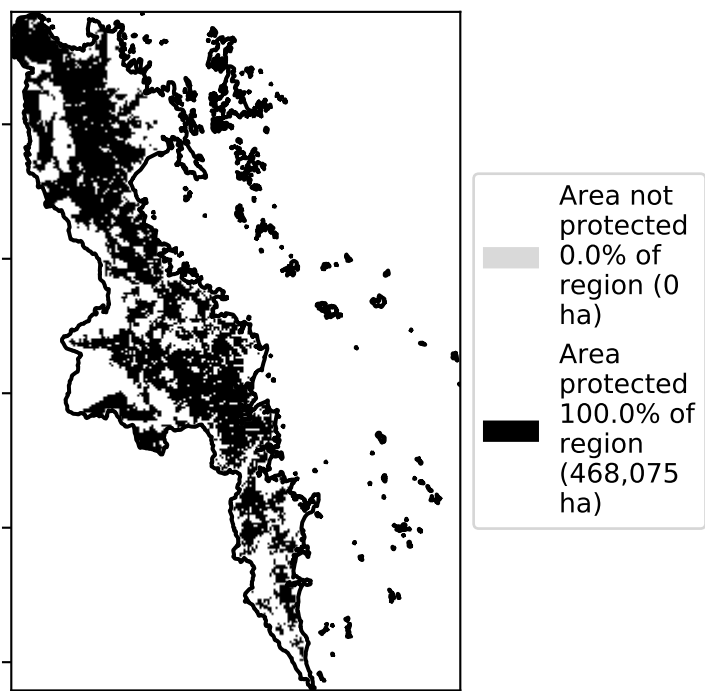 Area not
protected
0.0% of
region (0
ha)
Area
protected
100.0% of
region
(468,075
ha)